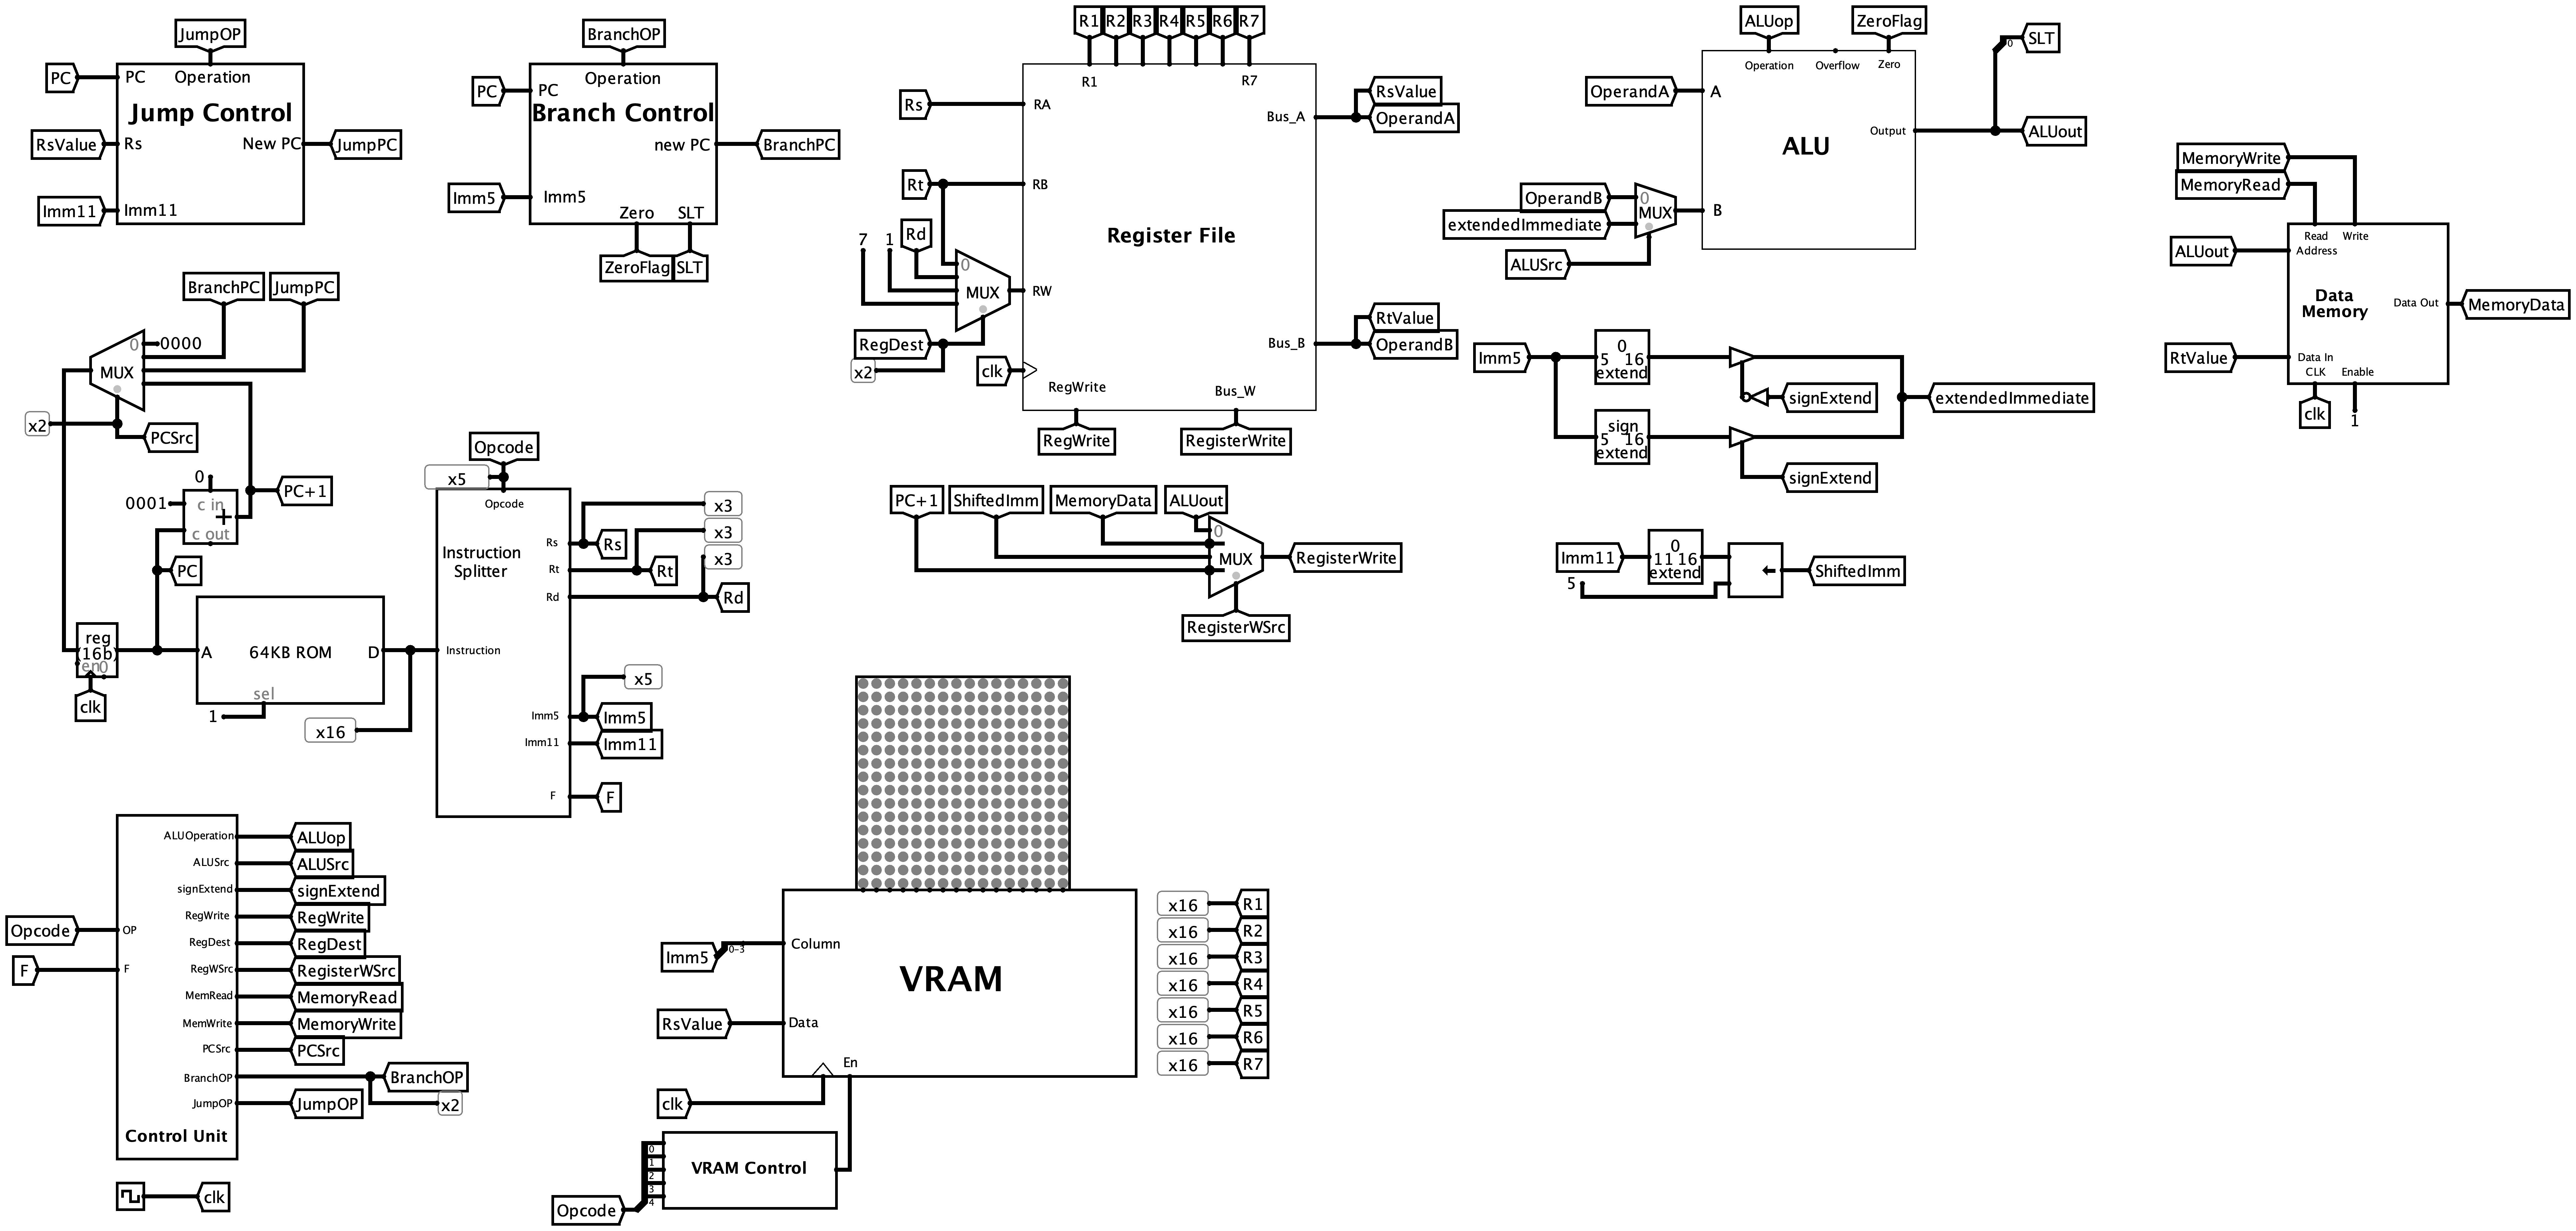 JumpOP
PC
PC
Operation
Jump Control
RsValue
Rs
New PC
JumpPC
Imm11
Imm11
BranchOP
PC
PC
Operation
Branch Control
new PC
BranchPC
Imm5
Imm5
Zero
SLT
ZeroFlag
SLT
R1
R2
R3
R4
R5
R6
R7
R1
R7
Rs
RA
Bus_A
RsValue
OperandA
Rt
RB
Register File
7
1
Rd
0
MUX
RW
RegDest
x2
clk
RegWrite
Bus_W
Bus_B
RtValue
OperandB
RegWrite
RegisterWrite
ALUop
ZeroFlag
Operation
Overflow
Zero
OperandA
A
ALU
Output
0
SLT
ALUout
OperandB
0
extendedImmediate
MUX
B
ALUSrc
MemoryWrite
MemoryRead
Read
Write
ALUout
Address
Data
Memory
Data Out
MemoryData
RtValue
Data In
CLK
Enable
clk
1
BranchPC
JumpPC
0
0000
MUX
x2
PCSrc
0
0001
c in
+
c out
PC+1
PC
reg
(16b)
en0
clk
A
64KB ROM
D
sel
1
x16
Opcode
x5
Opcode
Instruction
Splitter
Rs
Rs
x3
Rt
Rt
x3
Rd
Rd
x3
Instruction
x5
Imm5
Imm5
Imm11
Imm11
F
F
Imm5
0
5 16
extend
signExtend
extendedImmediate
sign
5 16
extend
signExtend
PC+1
ShiftedImm
MemoryData
ALUout
0
MUX
RegisterWrite
RegisterWSrc
Imm11
0
11 16
extend
5
ShiftedImm
Opcode
OP
F
F
ALUOperation
ALUop
ALUSrc
ALUSrc
signExtend
signExtend
RegWrite
RegWrite
RegDest
RegDest
RegWSrc
RegisterWSrc
MemRead
MemoryRead
MemWrite
MemoryWrite
PCSrc
PCSrc
BranchOP
BranchOP
x2
JumpOP
JumpOP
Control Unit
clk
Imm5
0-3
Column
VRAM
RsValue
Data
En
clk
VRAM Control
0
1
2
3
4
Opcode
x16
R1
x16
R2
x16
R3
x16
R4
x16
R5
x16
R6
x16
R7